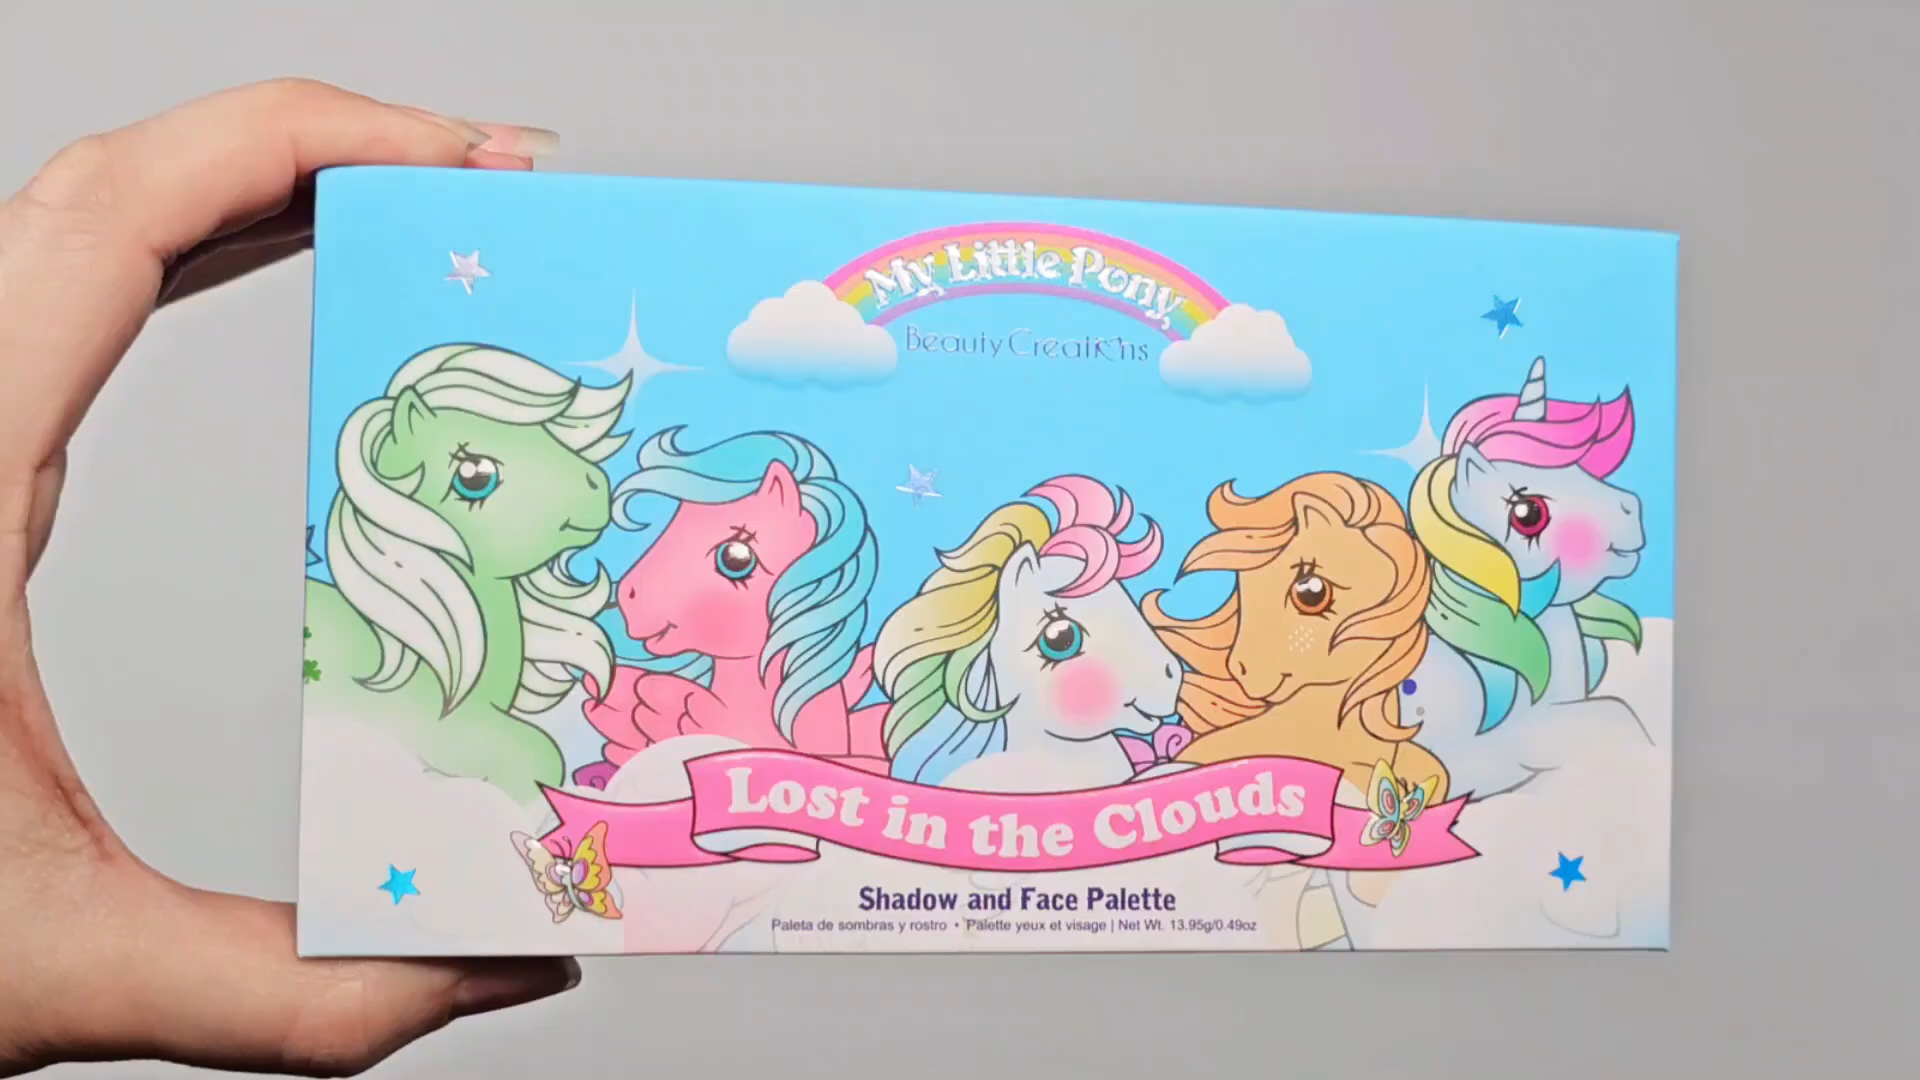 My Little Pony
Beauty Creations
Lost in the Clouds
Shadow and Face Palette
Paleta de sombras y rostro • Palette yeux et visage | Net Wt. 13.95g/0.49oz